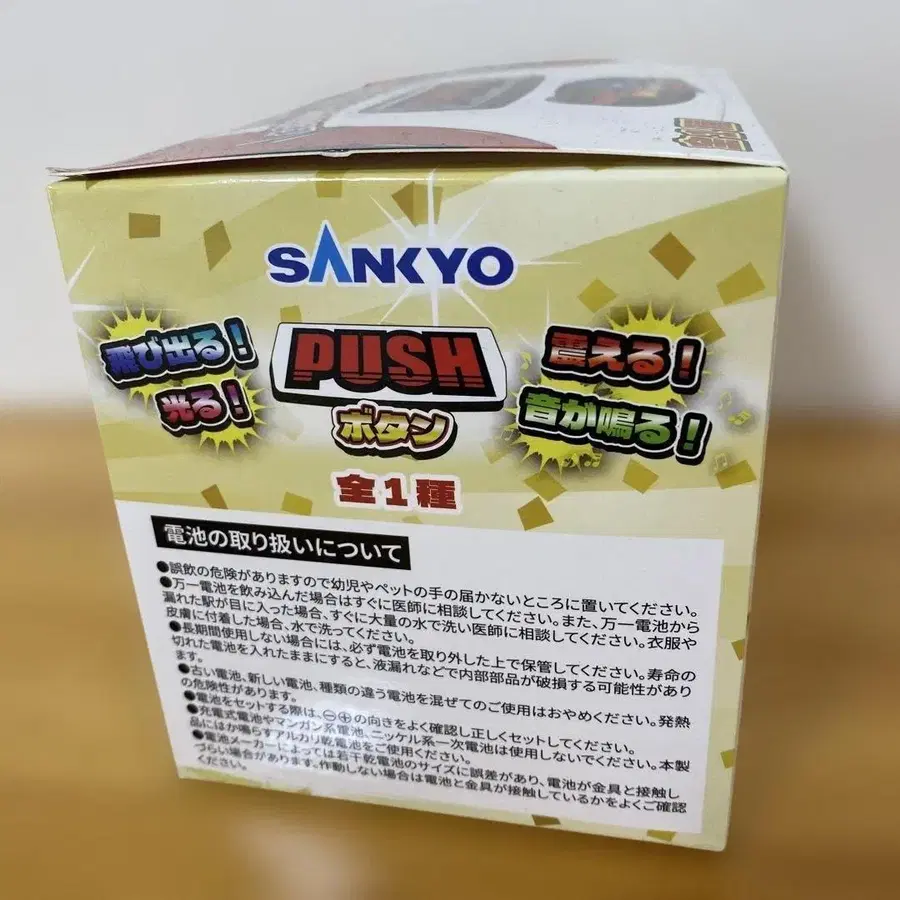 SANKYO
飛び出る!
光る!
PUSH
ボタン
震える!
音が鳴る!
全1種
電池の取り扱いについて
●誤飲の危険がありますので幼児やペットの手の届かないところに置いてください。
●万一電池を飲み込んだ場合はすぐに医師に相談してください。また、万一電池から
漏れた駅が目に入った場合、すぐに大量の水で洗い医師に相談してください。衣服や
皮膚に付着した場合、水で洗ってください。
●長期間使用しない場合には、必ず電池を取り外した上で保管してください。寿命の
切れた電池を入れたままにすると、液漏れなどで内部部品が破損する可能性があり
ます。
●古い電池、新しい電池、種類の違う電池を混ぜてのご使用はおやめください。発熱
の危険性があります。
●電池をセットする際は、⊖⊕の向きをよく確認し正しくセットしてください。
●充電式電池やマンガン系電池、ニッケル系一次電池は使用しないでください。本製
品にはか鳴らすアルカリ乾電池をご使用ください。
●電池メーカーによっては若干乾電池のサイズに誤差があり、電池が金具と接触し
づらい場合があります。作動しない場合は電池と金具が接触しているかをよくご確認
ください。